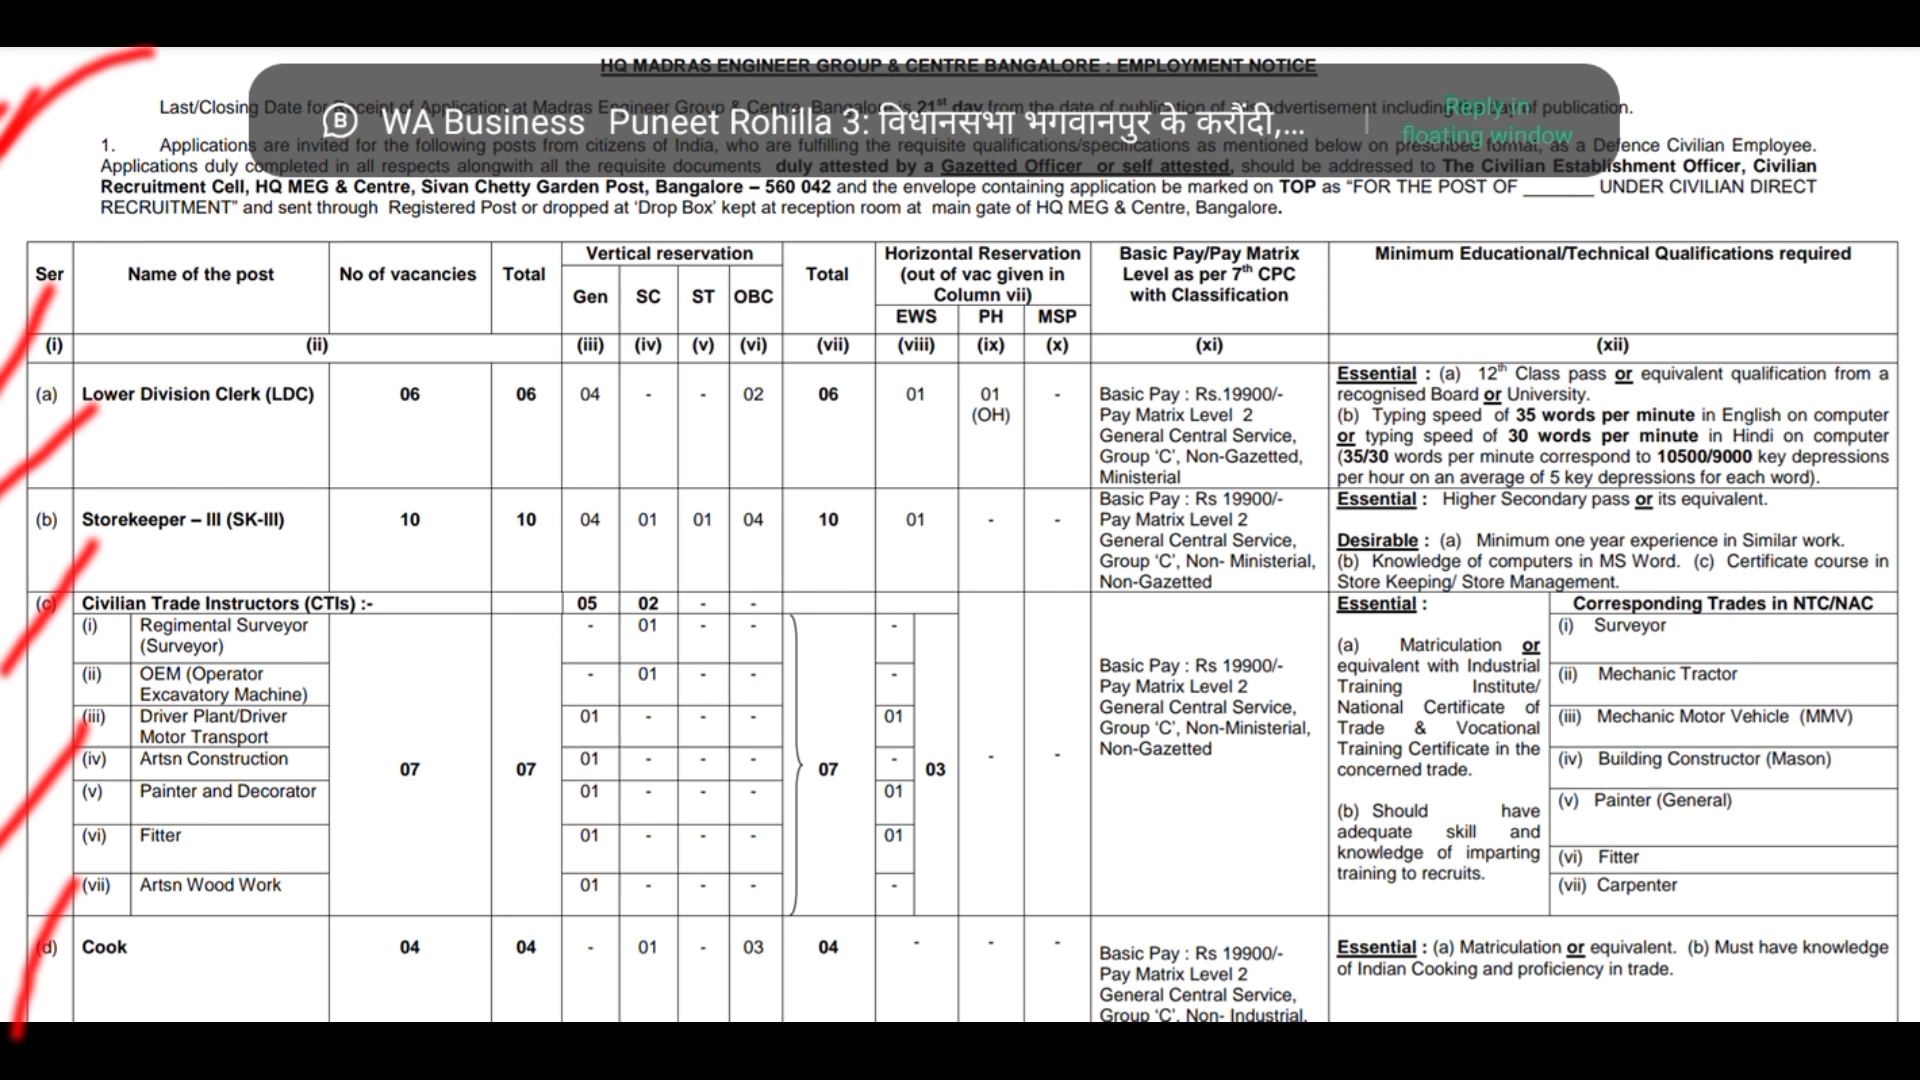 HQ MADRAS ENGINEER GROUP & CENTRE BANGALORE : EMPLOYMENT NOTICE
Last/Closing Date for Receipt of Application at Madras Engineer Group & Centre, Bangalore is 21st day from the date of publication of this advertisement including the day of publication.
WA Business Puneet Rohilla 3: विधानसभा भगवानपुर के करौंदी,...
Reply in
floating window
1. Applications are invited for the following posts from citizens of India, who are fulfilling the requisite qualifications/specifications as mentioned below on prescribed format, as a Defence Civilian Employee.
Applications duly completed in all respects alongwith all the requisite documents duly attested by a Gazetted Officer or self attested, should be addressed to The Civilian Establishment Officer, Civilian
Recruitment Cell, HQ MEG & Centre, Sivan Chetty Garden Post, Bangalore – 560 042 and the envelope containing application be marked on TOP as “FOR THE POST OF _______ UNDER CIVILIAN DIRECT
RECRUITMENT” and sent through Registered Post or dropped at ‘Drop Box’ kept at reception room at main gate of HQ MEG & Centre, Bangalore.
Ser Name of the post No of vacancies Total Vertical reservation Total Horizontal Reservation (out of vac given in Column vii) Basic Pay/Pay Matrix Level as per 7th CPC with Classification Minimum Educational/Technical Qualifications required
Gen SC ST OBC EWS PH MSP
(i) (ii) (iii) (iv) (v) (vi) (vii) (viii) (ix) (x) (xi) (xii)
(a) Lower Division Clerk (LDC) 06 06 04 - - 02 06 01 01 (OH) -
Basic Pay : Rs.19900/-
Pay Matrix Level 2
General Central Service,
Group ‘C’, Non-Gazetted,
Ministerial
Essential : (a) 12th Class pass or equivalent qualification from a
recognised Board or University.
(b) Typing speed of 35 words per minute in English on computer
or typing speed of 30 words per minute in Hindi on computer
(35/30 words per minute correspond to 10500/9000 key depressions
per hour on an average of 5 key depressions for each word).
(b) Storekeeper – III (SK-III) 10 10 04 01 01 04 10 01 - -
Basic Pay : Rs 19900/-
Pay Matrix Level 2
General Central Service,
Group ‘C’, Non- Ministerial,
Non-Gazetted
Essential : Higher Secondary pass or its equivalent.
Desirable : (a) Minimum one year experience in Similar work.
(b) Knowledge of computers in MS Word. (c) Certificate course in
Store Keeping/ Store Management.
(c) Civilian Trade Instructors (CTIs) :- 05 02 - -
(i) Regimental Surveyor (Surveyor) - 01 - - -
(ii) OEM (Operator Excavatory Machine) - 01 - - -
(iii) Driver Plant/Driver Motor Transport 01 - - - 01
(iv) Artsn Construction 01 - - - -
07 07 07 03 - -
(v) Painter and Decorator 01 - - - 01
(vi) Fitter 01 - - - 01
(vii) Artsn Wood Work 01 - - - -
Basic Pay : Rs 19900/-
Pay Matrix Level 2
General Central Service,
Group ‘C’, Non-Ministerial,
Non-Gazetted
Essential :
(a) Matriculation or
equivalent with Industrial
Training Institute/
National Certificate of
Trade & Vocational
Training Certificate in the
concerned trade.
(b) Should have
adequate skill and
knowledge of imparting
training to recruits.
Corresponding Trades in NTC/NAC
(i) Surveyor
(ii) Mechanic Tractor
(iii) Mechanic Motor Vehicle (MMV)
(iv) Building Constructor (Mason)
(v) Painter (General)
(vi) Fitter
(vii) Carpenter
(d) Cook 04 04 - 01 - 03 04 - - -
Basic Pay : Rs 19900/-
Pay Matrix Level 2
General Central Service,
Group ‘C’, Non- Industrial,
Essential : (a) Matriculation or equivalent. (b) Must have knowledge
of Indian Cooking and proficiency in trade.